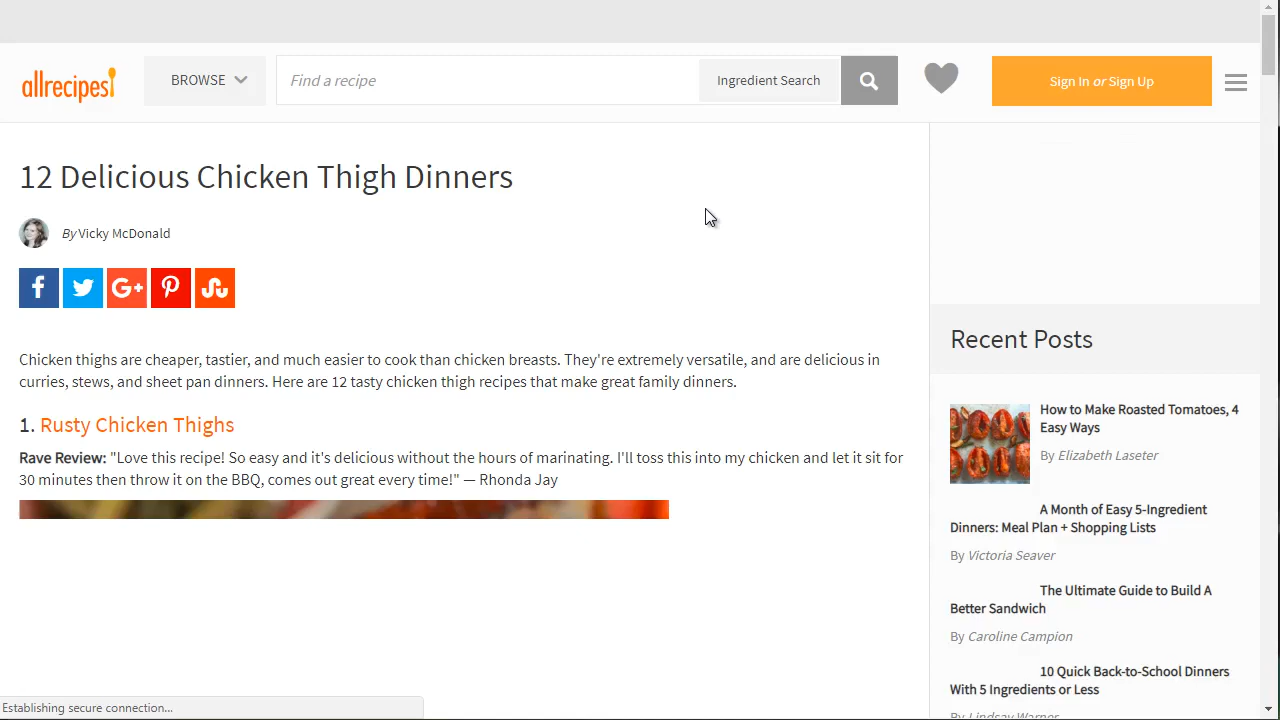 allrecipes
BROWSE
Find a recipe
Ingredient Search
Sign In or Sign Up
12 Delicious Chicken Thigh Dinners
By Vicky McDonald
Chicken thighs are cheaper, tastier, and much easier to cook than chicken breasts. They're extremely versatile, and are delicious in
curries, stews, and sheet pan dinners. Here are 12 tasty chicken thigh recipes that make great family dinners.
1. Rusty Chicken Thighs
Rave Review: "Love this recipe! So easy and it's delicious without the hours of marinating. I'll toss this into my chicken and let it sit for
30 minutes then throw it on the BBQ, comes out great every time!" — Rhonda Jay
Recent Posts
How to Make Roasted Tomatoes, 4
Easy Ways
By Elizabeth Laseter
A Month of Easy 5-Ingredient
Dinners: Meal Plan + Shopping Lists
By Victoria Seaver
The Ultimate Guide to Build A
Better Sandwich
By Caroline Campion
10 Quick Back-to-School Dinners
With 5 Ingredients or Less
By Lindsay Warner
Establishing secure connection...